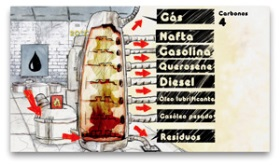 Gás
Carbonos
4
Nafta
Gasolina
Querosene
Diesel
Óleo lubrificante
Gasóleo pesado
Resíduos